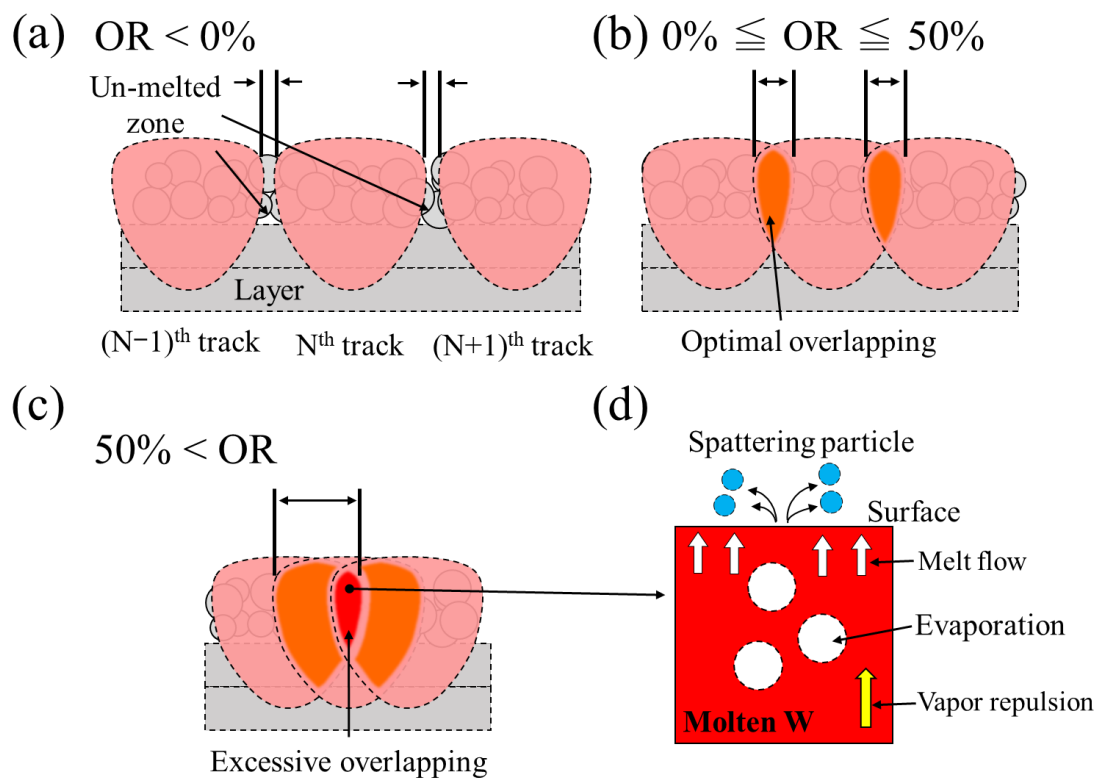 (a) OR < 0%
Un-melted
zone
Layer
(N−1)th track
Nth track
(N+1)th track
(b) 0% ≦ OR ≦ 50%
Optimal overlapping
(c)
50% < OR
Excessive overlapping
(d)
Spattering particle
Surface
Melt flow
Evaporation
Vapor repulsion
Molten W